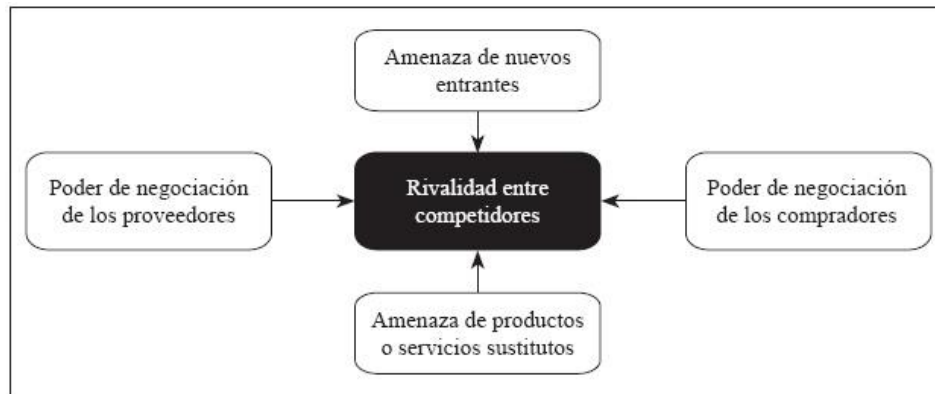 Amenaza de nuevos
entrantes
Poder de negociación
de los proveedores
Rivalidad entre
competidores
Poder de negociación
de los compradores
Amenaza de productos
o servicios sustitutos